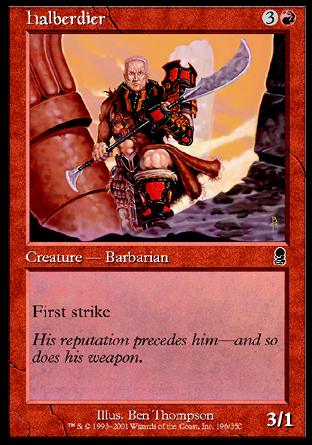 Halberdier 3
Creature — Barbarian
First strike
His reputation precedes him—and so
does his weapon.
Illus. Ben Thompson
™ & © 1993–2001 Wizards of the Coast, Inc. 196/350
3/1